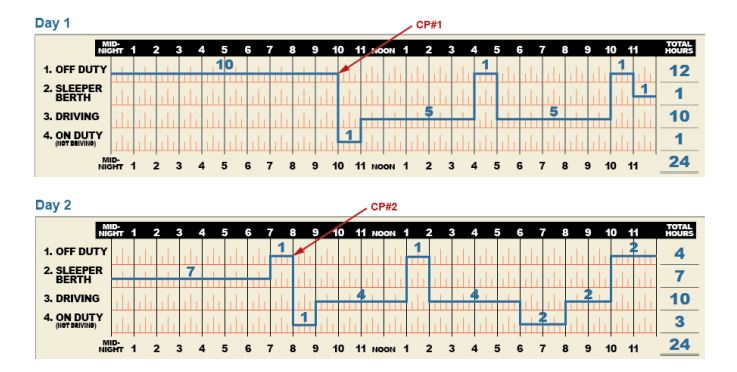 Day 1
CP#1
MID-NIGHT 1 2 3 4 5 6 7 8 9 10 11 NOON 1 2 3 4 5 6 7 8 9 10 11 TOTAL HOURS
1. OFF DUTY 10 1 1 12
2. SLEEPER BERTH 1 1
3. DRIVING 5 5 10
4. ON DUTY (NOT DRIVING) 1 1
MID-NIGHT 1 2 3 4 5 6 7 8 9 10 11 NOON 1 2 3 4 5 6 7 8 9 10 11 24
Day 2
CP#2
MID-NIGHT 1 2 3 4 5 6 7 8 9 10 11 NOON 1 2 3 4 5 6 7 8 9 10 11 TOTAL HOURS
1. OFF DUTY 1 1 2 4
2. SLEEPER BERTH 7 7
3. DRIVING 4 4 2 10
4. ON DUTY (NOT DRIVING) 1 2 3
MID-NIGHT 1 2 3 4 5 6 7 8 9 10 11 NOON 1 2 3 4 5 6 7 8 9 10 11 24